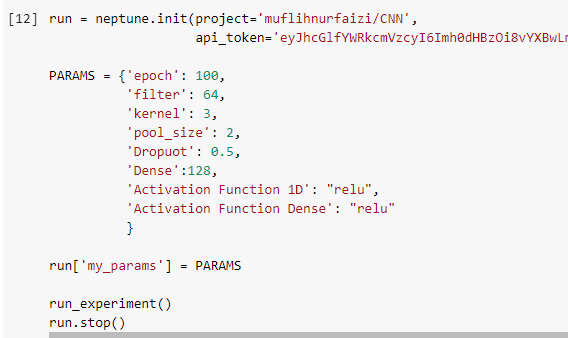 [12] run = neptune.init(project='muflihnurfaizi/CNN',
api_token='eyJhcGlfYWRkcmVzcyI6Imh0dHBzOi8vYXBwLm
PARAMS = {'epoch': 100,
'filter': 64,
'kernel': 3,
'pool_size': 2,
'Dropuot': 0.5,
'Dense':128,
'Activation Function 1D': "relu",
'Activation Function Dense': "relu"
}
run['my_params'] = PARAMS
run_experiment()
run.stop()